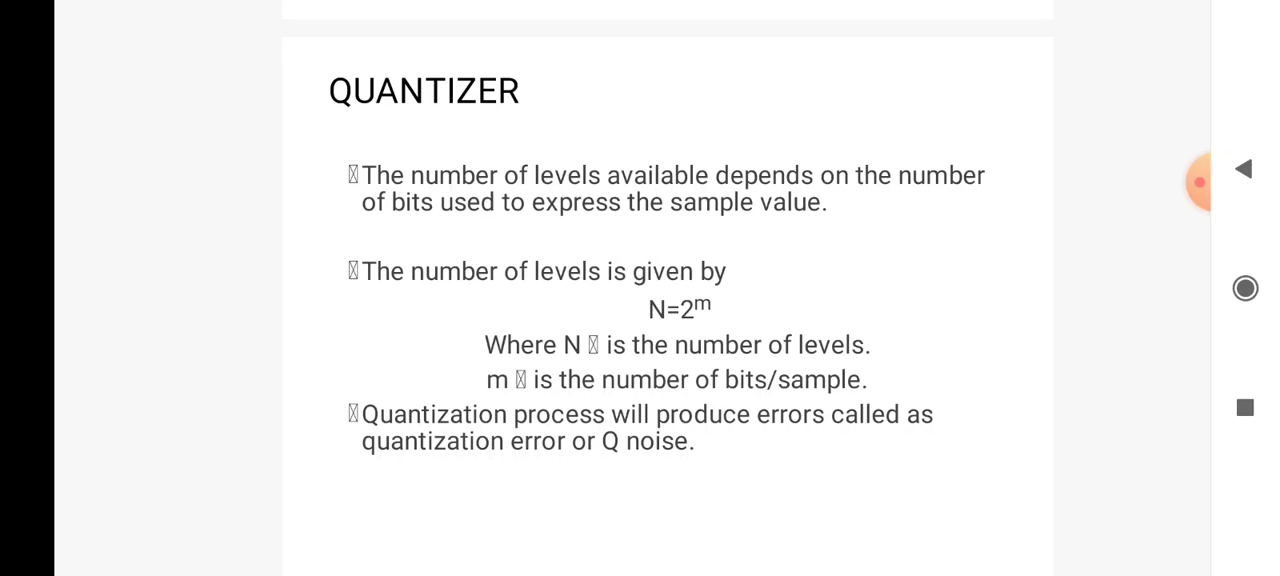 QUANTIZER
The number of levels available depends on the number
of bits used to express the sample value.
The number of levels is given by
N=2ᵐ
Where N is the number of levels.
m is the number of bits/sample.
Quantization process will produce errors called as
quantization error or Q noise.